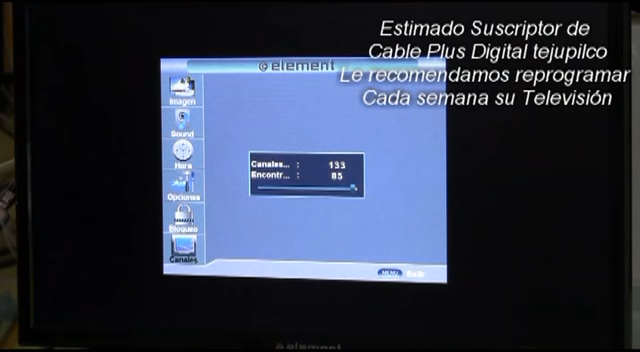 Estimado Suscriptor de
Cable Plus Digital tejupilco
Le recomendamos reprogramar
Cada semana su Televisión
element
Imagen
Sound
Hora
Opciones
Bloqueo
Canales
Canales... : 133
Encontr... : 85
MENU Salir
element